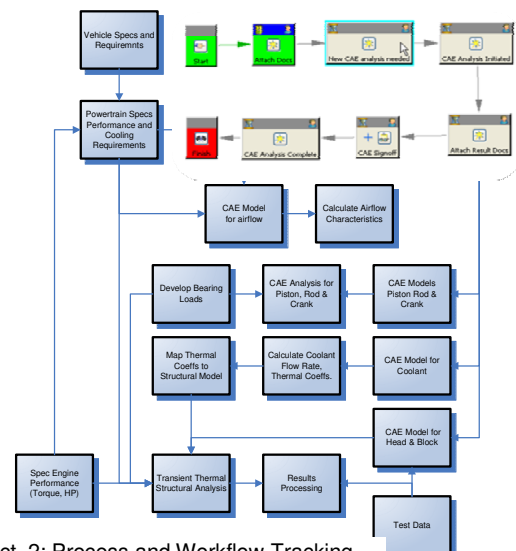 Vehicle Specs and
Requiremnts
Start
Attach Docs
New CAE analysis needed
CAE Analysis Initiated
Powertrain Specs
Performance and
Cooling
Requirements
Finish
CAE Analysis Complete
CAE Signoff
Attach Result Docs
CAE Model
for airflow
Calculate Airflow
Characteristics
Develop Bearing
Loads
CAE Analysis for
Piston, Rod &
Crank
CAE Models
Piston Rod &
Crank
Map Thermal
Coeffs to
Structural Model
Calculate Coolant
Flow Rate,
Thermal Coeffs.
CAE Model for
Coolant
CAE Model for
Head & Block
Spec Engine
Performance
(Torque, HP)
Transient Thermal
Structural Analysis
Results
Processing
Test Data
ct. 2: Process and Workflow Tracking